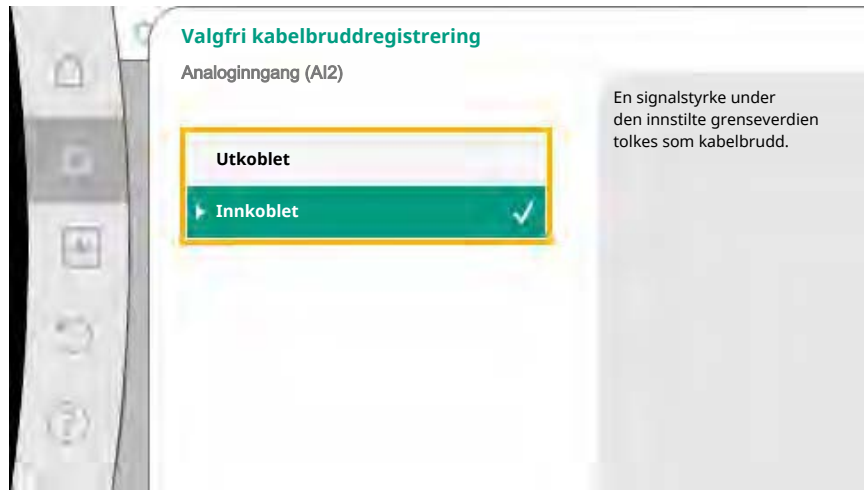 Valgfri kabelbruddregistrering
Analoginngang (AI2)
En signalstyrke under
den innstilte grenseverdien
tolkes som kabelbrudd.
Utkoblet
Innkoblet